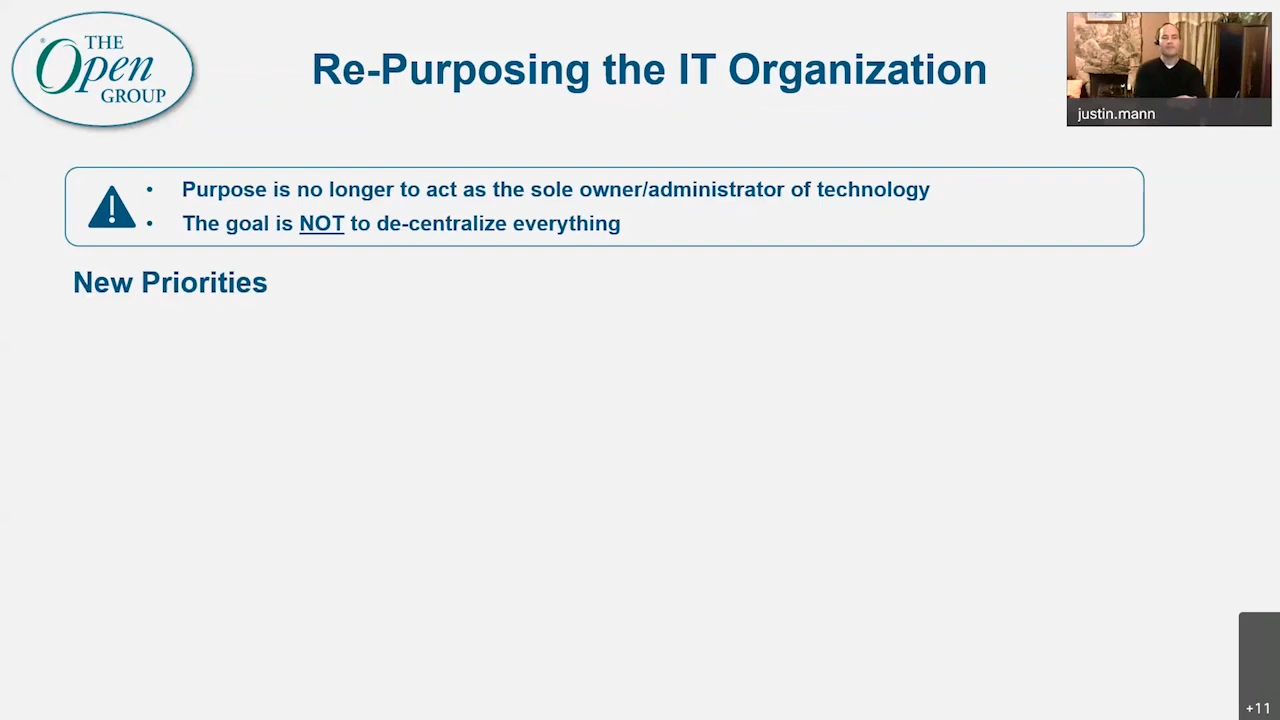 THE
Open
GROUP
Re-Purposing the IT Organization
justin.mann
• Purpose is no longer to act as the sole owner/administrator of technology
• The goal is NOT to de-centralize everything
New Priorities
+11